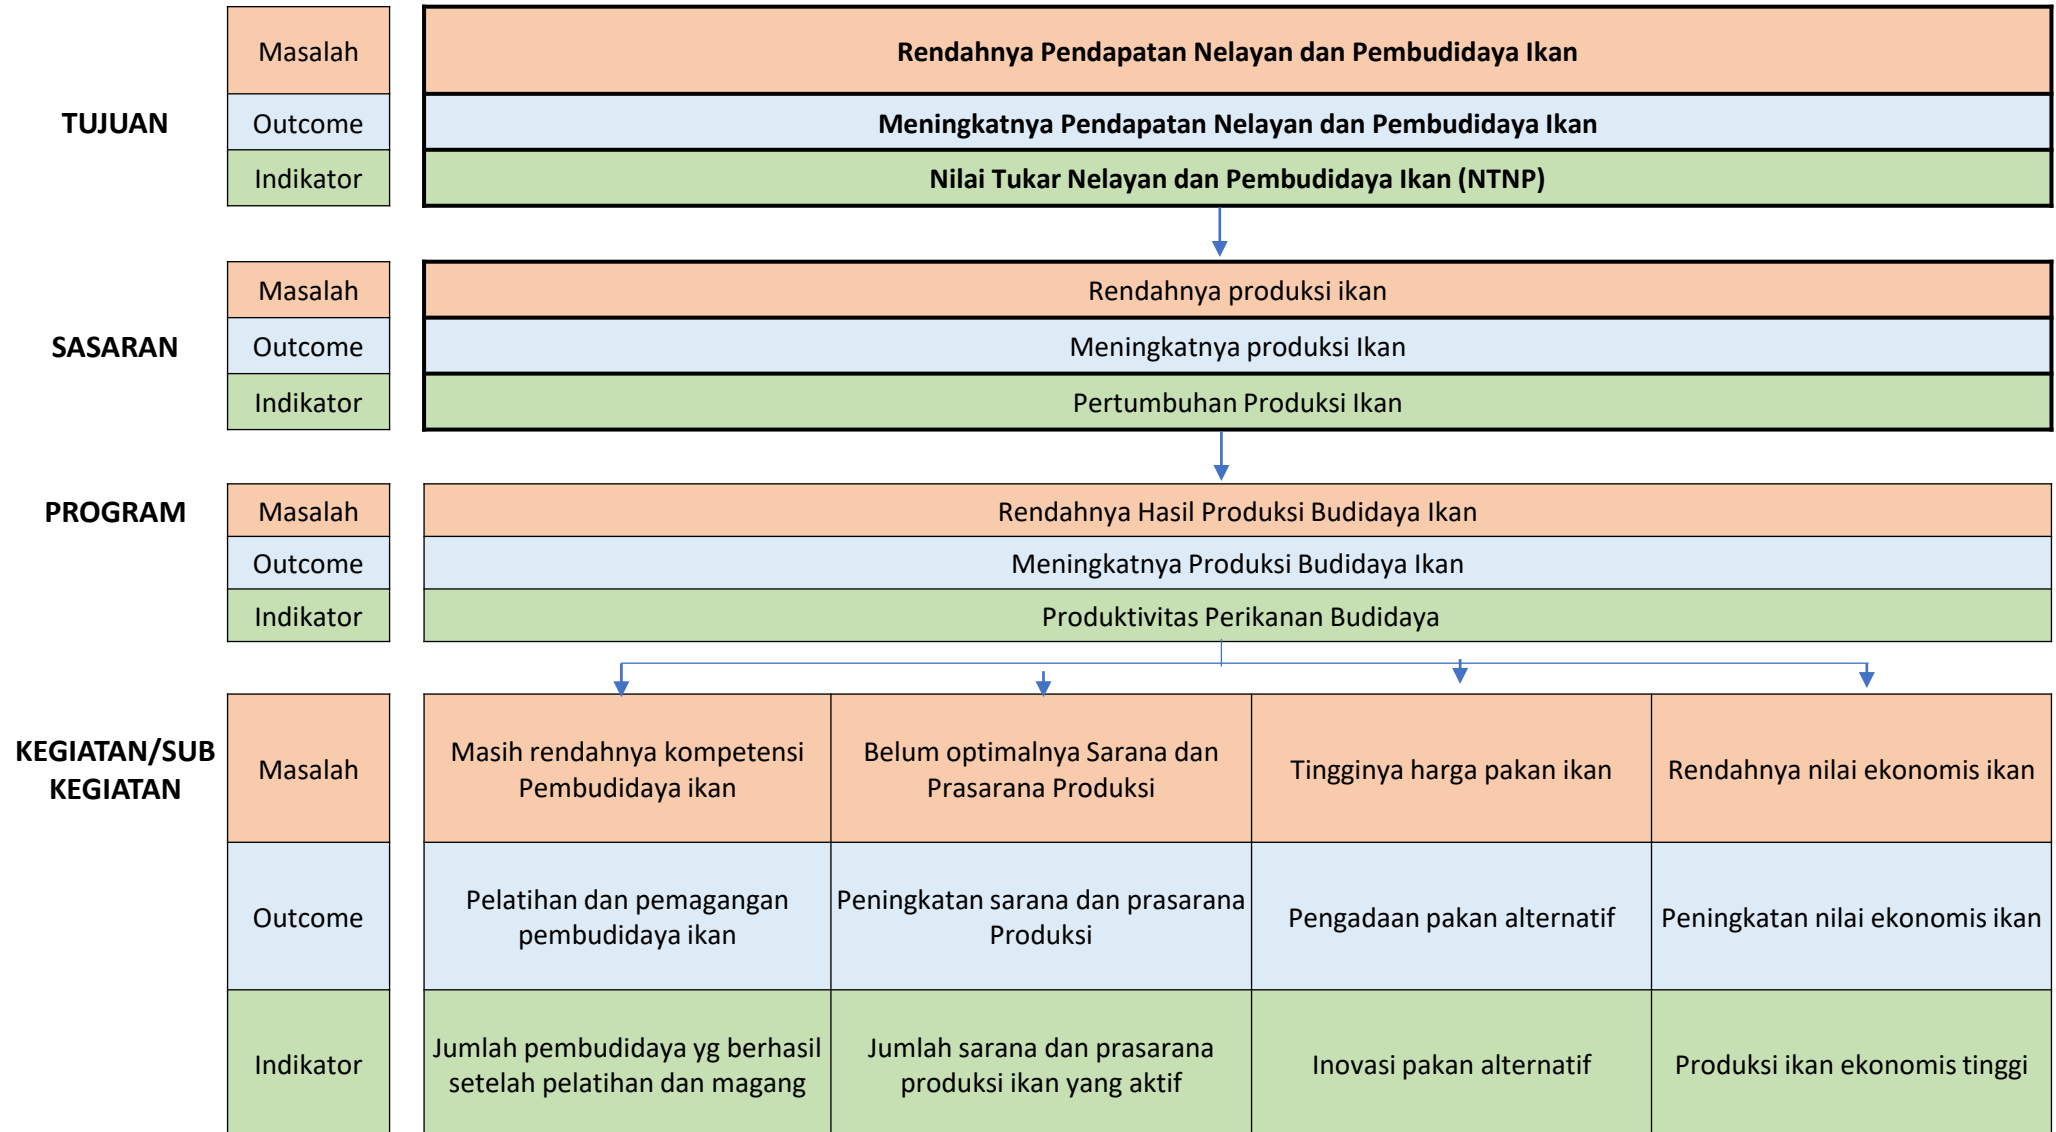 Masalah
Rendahnya Pendapatan Nelayan dan Pembudidaya Ikan
TUJUAN
Outcome
Meningkatnya Pendapatan Nelayan dan Pembudidaya Ikan
Indikator
Nilai Tukar Nelayan dan Pembudidaya Ikan (NTNP)
Masalah
Rendahnya produksi ikan
SASARAN
Outcome
Meningkatnya produksi Ikan
Indikator
Pertumbuhan Produksi Ikan
PROGRAM
Masalah
Rendahnya Hasil Produksi Budidaya Ikan
Outcome
Meningkatnya Produksi Budidaya Ikan
Indikator
Produktivitas Perikanan Budidaya
KEGIATAN/SUB
KEGIATAN
Masalah
Masih rendahnya kompetensi
Pembudidaya ikan
Belum optimalnya Sarana dan
Prasarana Produksi
Tingginya harga pakan ikan
Rendahnya nilai ekonomis ikan
Outcome
Pelatihan dan pemagangan
pembudidaya ikan
Peningkatan sarana dan prasarana
Produksi
Pengadaan pakan alternatif
Peningkatan nilai ekonomis ikan
Indikator
Jumlah pembudidaya yg berhasil
setelah pelatihan dan magang
Jumlah sarana dan prasarana
produksi ikan yang aktif
Inovasi pakan alternatif
Produksi ikan ekonomis tinggi